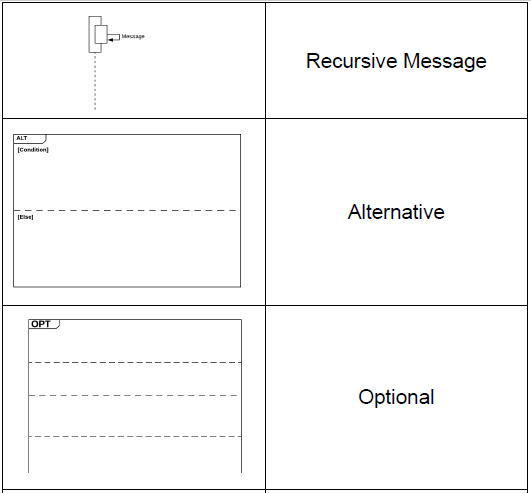 Message
Recursive Message
ALT
[Condition]
[Else]
Alternative
OPT
Optional